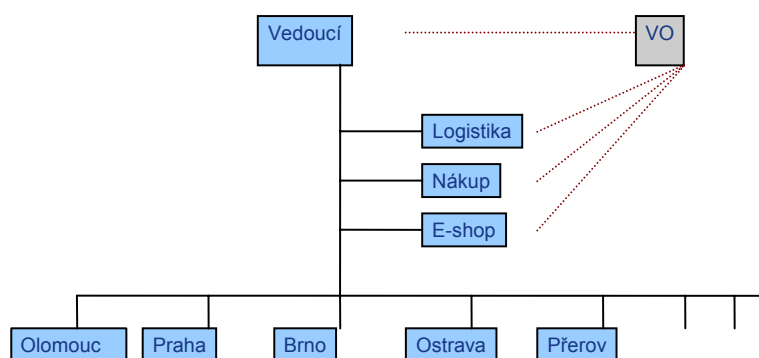 Vedoucí
VO
Logistika
Nákup
E-shop
Olomouc
Praha
Brno
Ostrava
Přerov